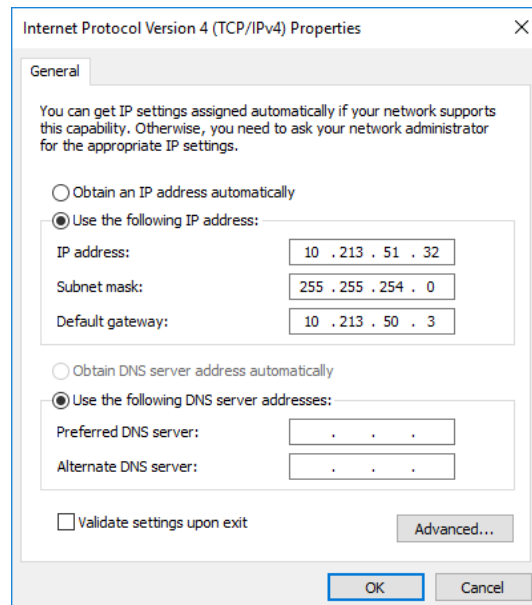 Internet Protocol Version 4 (TCP/IPv4) Properties
General
You can get IP settings assigned automatically if your network supports
this capability. Otherwise, you need to ask your network administrator
for the appropriate IP settings.
Obtain an IP address automatically
Use the following IP address:
IP address: 10 . 213 . 51 . 32
Subnet mask: 255 . 255 . 254 . 0
Default gateway: 10 . 213 . 50 . 3
Obtain DNS server address automatically
Use the following DNS server addresses:
Preferred DNS server: . . .
Alternate DNS server: . . .
Validate settings upon exit
Advanced...
OK Cancel